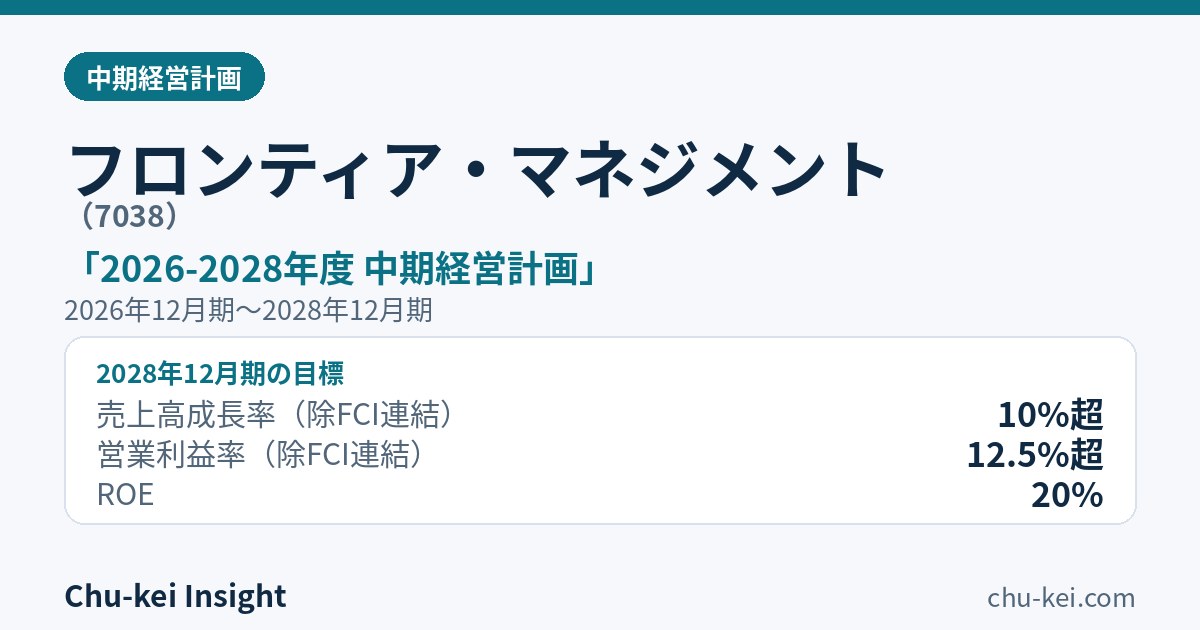 中期経営計画
フロンティア・マネジメント
（7038）
「2026-2028年度 中期経営計画」
2026年12月期～2028年12月期
2028年12月期の目標
売上高成長率（除FCI連結） 10%超
営業利益率（除FCI連結） 12.5%超
ROE 20%
Chu-kei Insight chu-kei.com